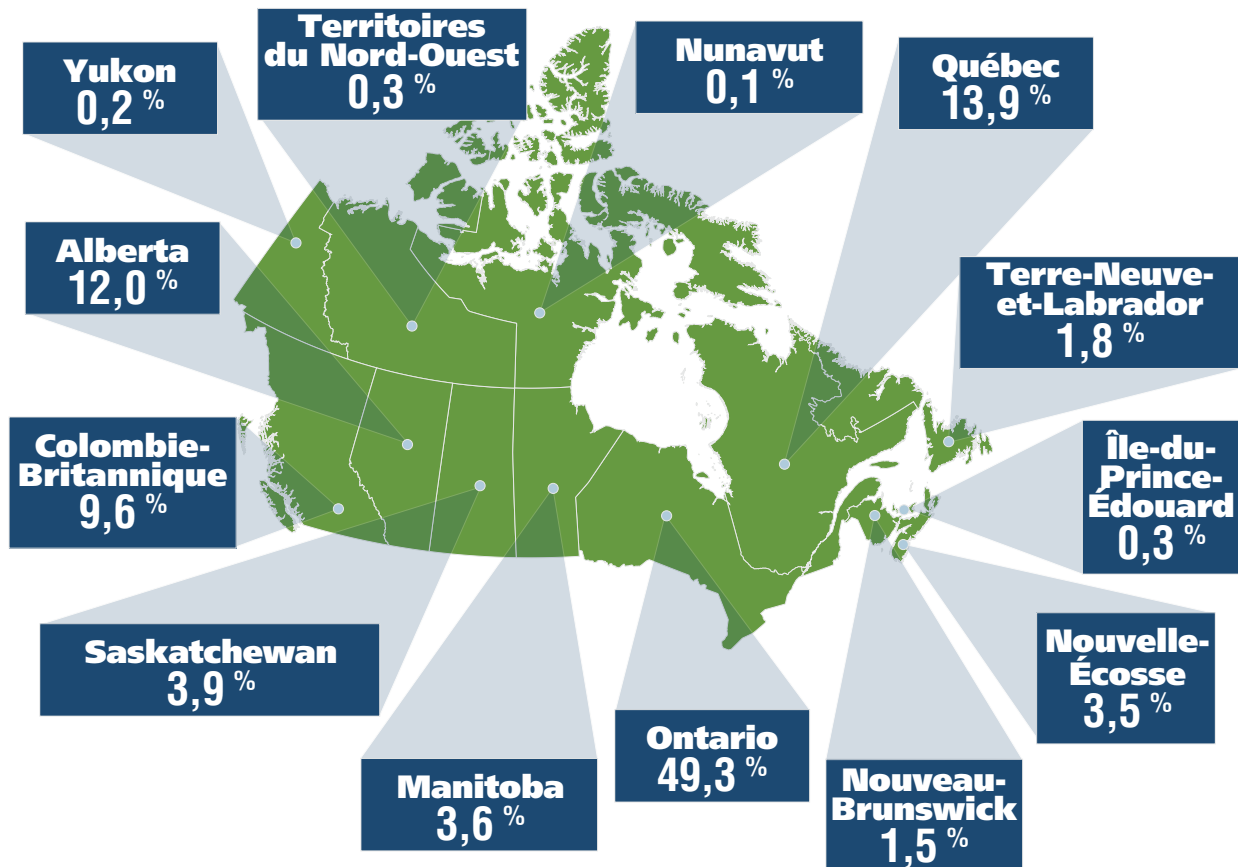 Yukon
0,2 %
Territoires
du Nord-Ouest
0,3 %
Nunavut
0,1 %
Québec
13,9 %
Alberta
12,0 %
Terre-Neuve-
et-Labrador
1,8 %
Colombie-
Britannique
9,6 %
Île-du-
Prince-
Édouard
0,3 %
Saskatchewan
3,9 %
Nouvelle-
Écosse
3,5 %
Manitoba
3,6 %
Ontario
49,3 %
Nouveau-
Brunswick
1,5 %